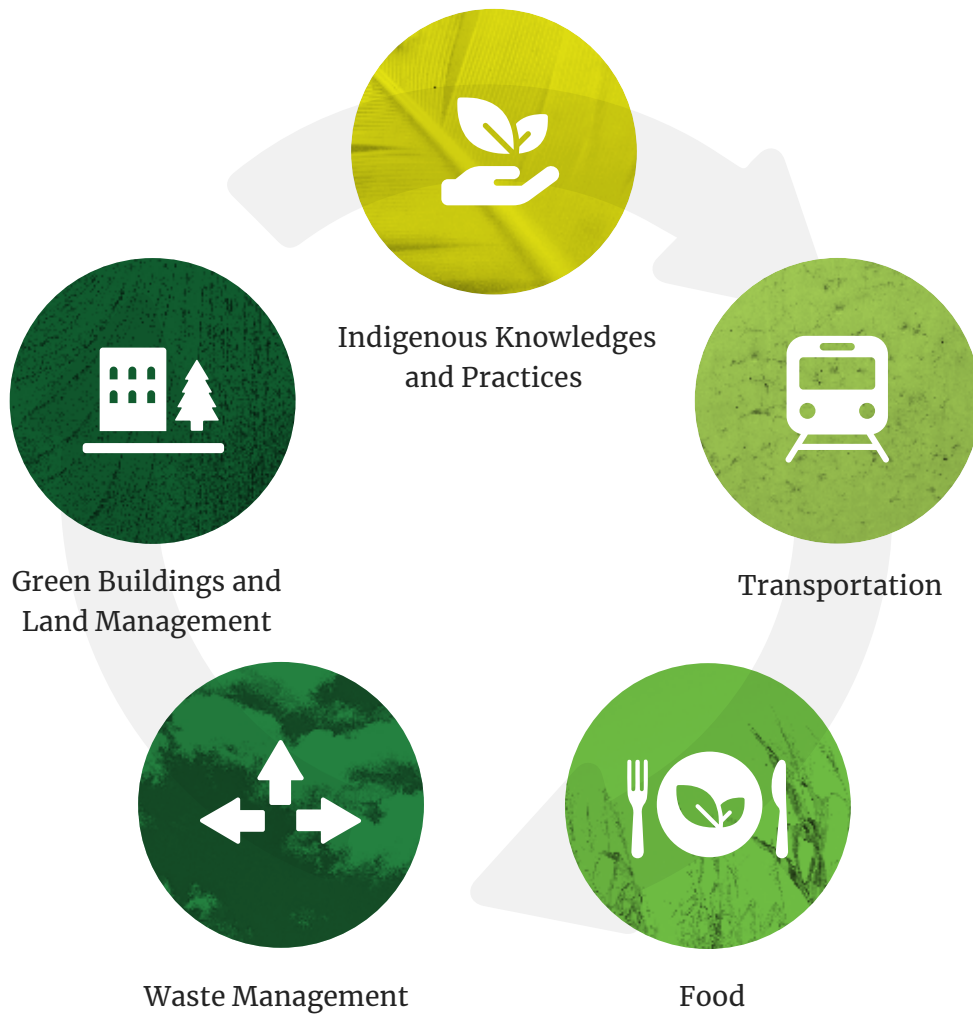 Indigenous Knowledges
and Practices
Green Buildings and
Land Management
Transportation
Waste Management
Food